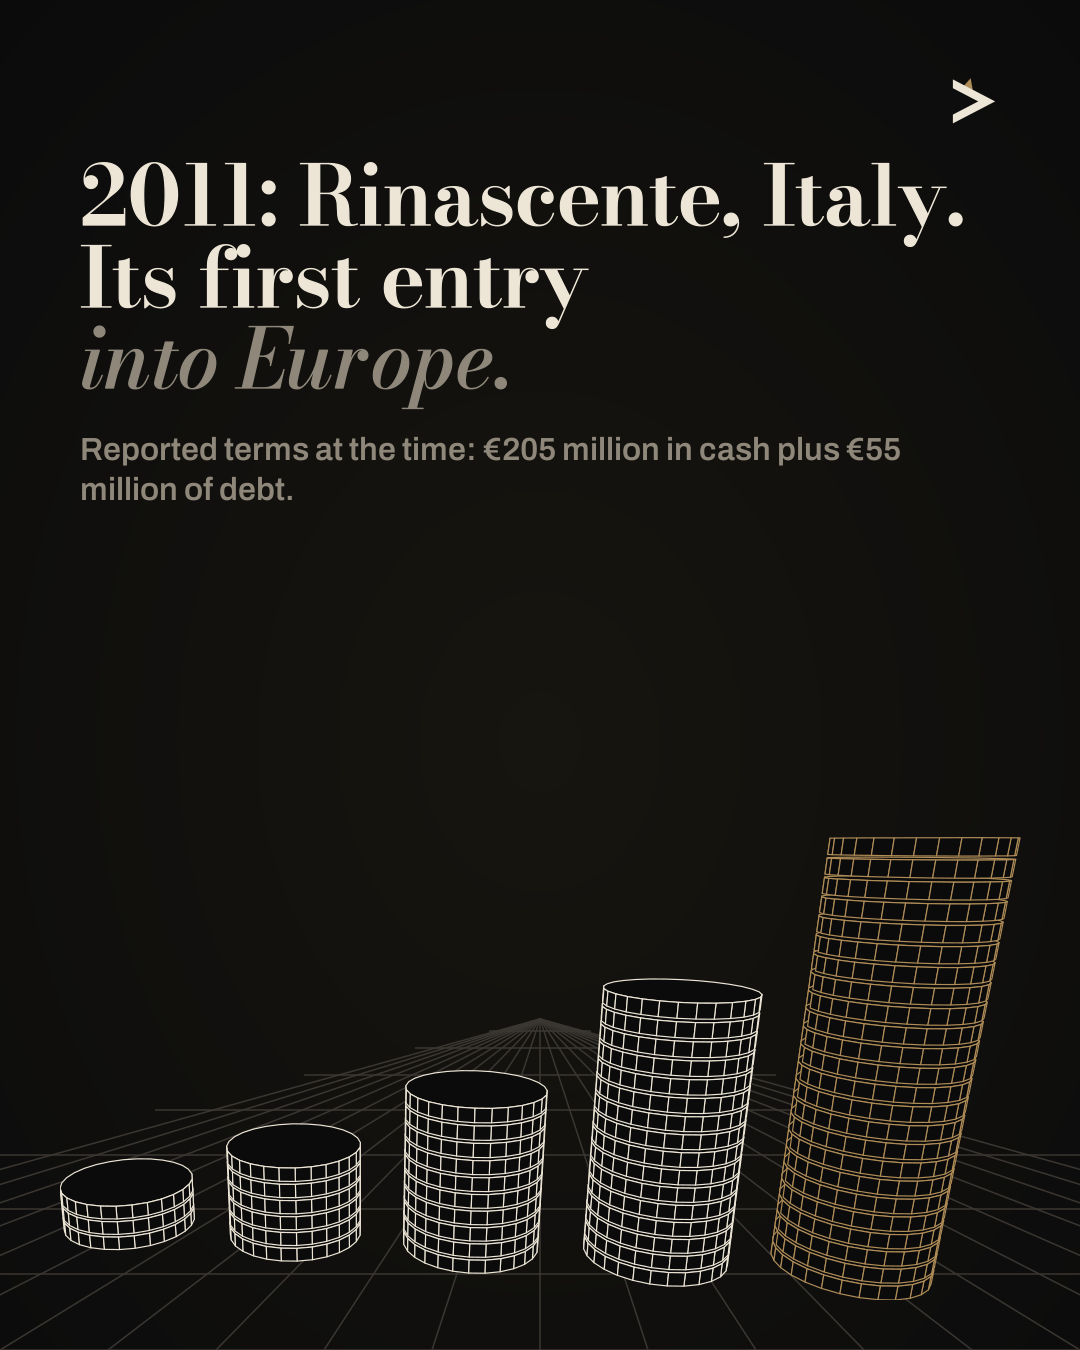 2011: Rinascente, Italy.
Its first entry
into Europe.
Reported terms at the time: €205 million in cash plus €55
million of debt.